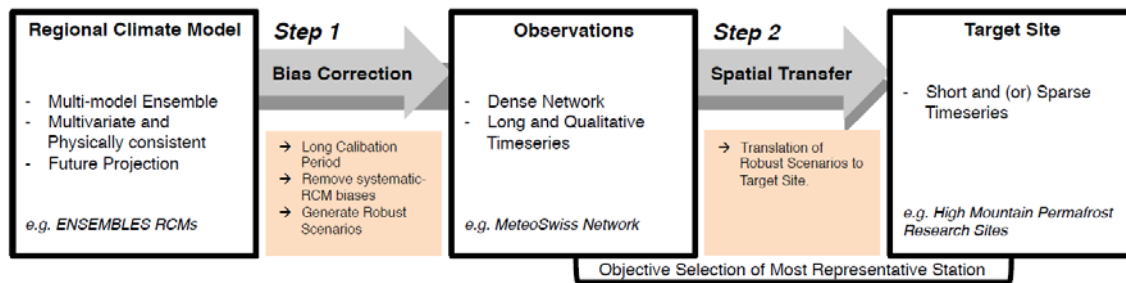 Regional Climate Model
- Multi-model Ensemble
- Multivariate and
Physically consistent
- Future Projection
e.g. ENSEMBLES RCMs
Step 1
Bias Correction
→ Long Calibation
Period
→ Remove systematic-
RCM biases
→ Generate Robust
Scenarios
Observations
- Dense Network
- Long and Qualitative
Timeseries
e.g. MeteoSwiss Network
Step 2
Spatial Transfer
→ Translation of
Robust Scenarios to
Target Site.
Target Site
- Short and (or) Sparse
Timeseries
e.g. High Mountain Permafrost
Research Sites
Objective Selection of Most Representative Station